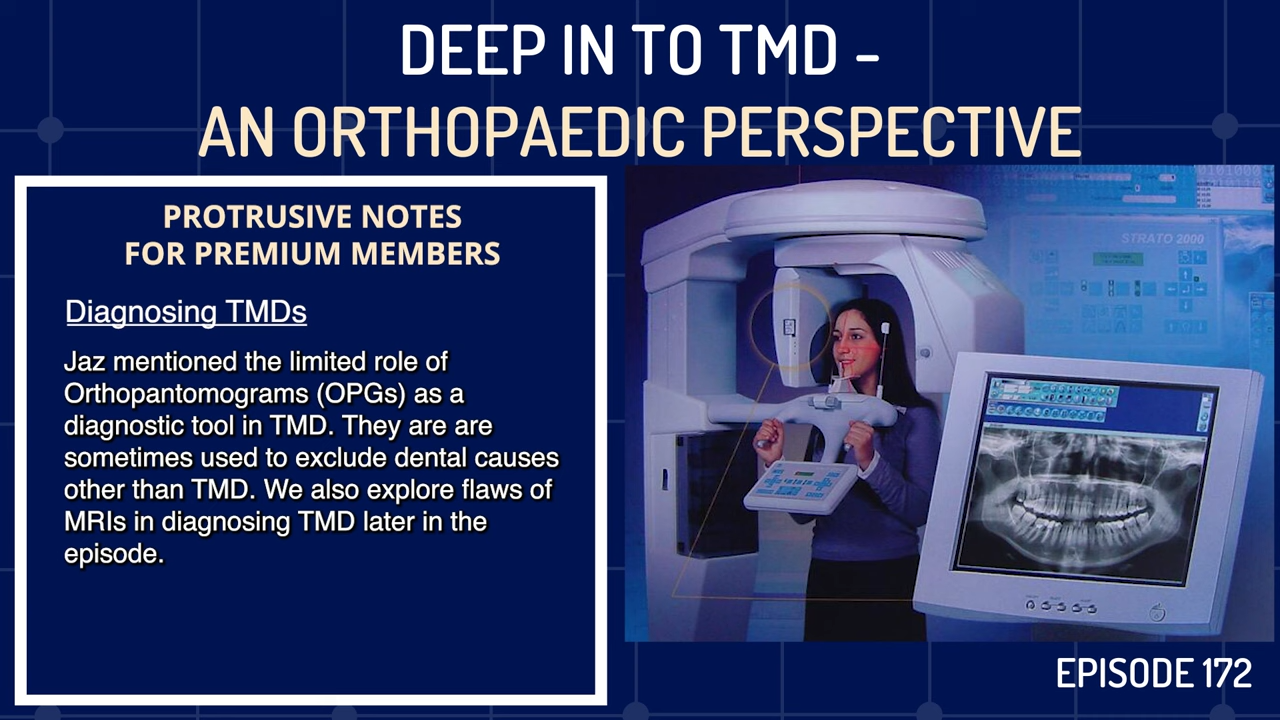 DEEP IN TO TMD -
AN ORTHOPAEDIC PERSPECTIVE
PROTRUSIVE NOTES
FOR PREMIUM MEMBERS
Diagnosing TMDs
Jaz mentioned the limited role of
Orthopantomograms (OPGs) as a
diagnostic tool in TMD. They are are
sometimes used to exclude dental causes
other than TMD. We also explore flaws of
MRIs in diagnosing TMD later in the
episode.
STRATO 2000
EPISODE 172